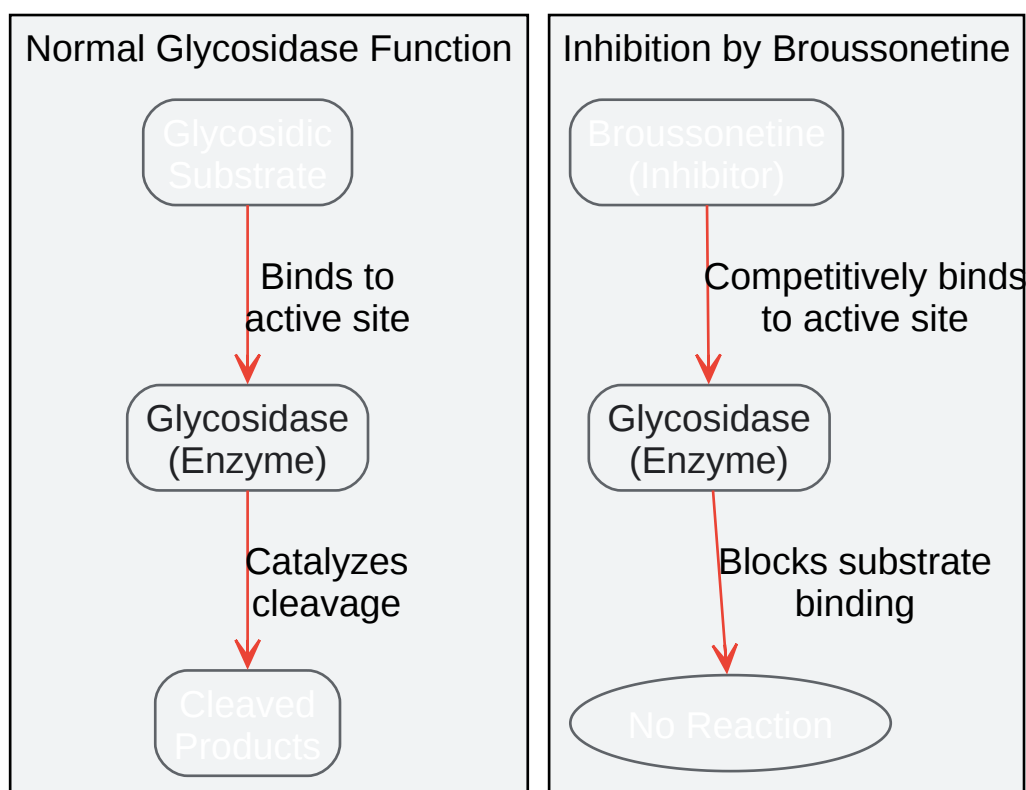 Normal Glycosidase Function
Glycosidic
Substrate
Binds to
active site
Glycosidase
(Enzyme)
Catalyzes
cleavage
Cleaved
Products
Inhibition by Broussonetine
Broussonetine
(Inhibitor)
Competitively binds
to active site
Glycosidase
(Enzyme)
Blocks substrate
binding
No Reaction